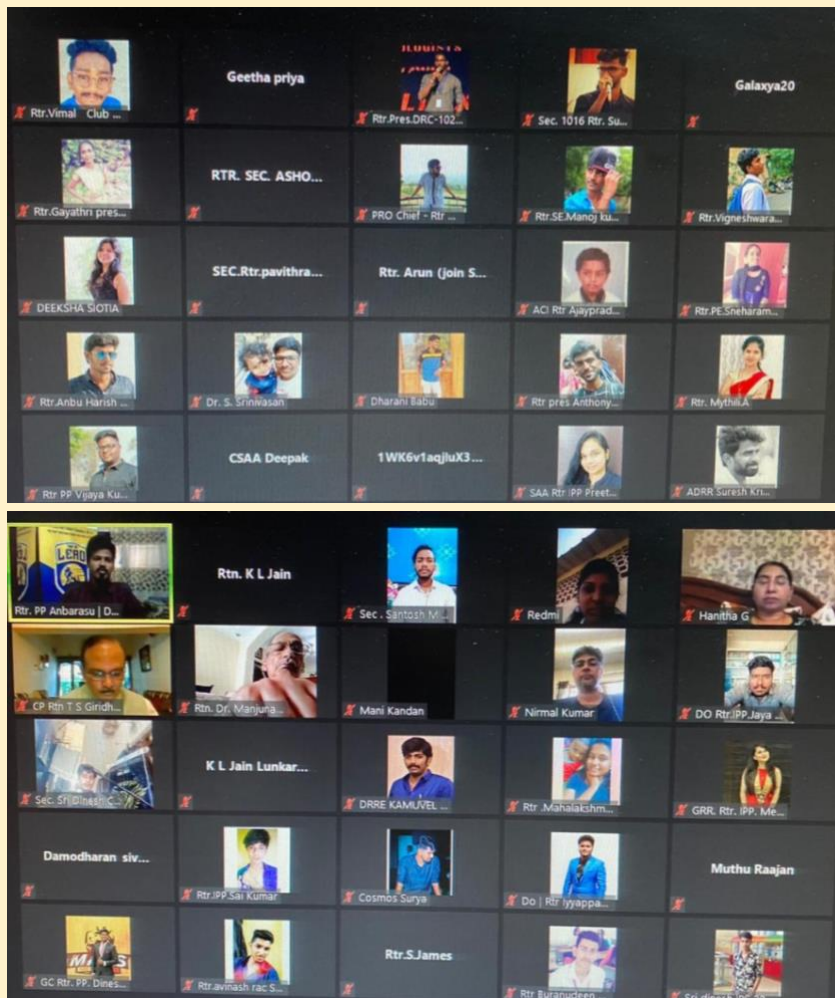 Rtr.Vimal Club ...
Geetha priya
Rtr.Pres.DRC-102...
Sec. 1016 Rtr. Su...
Galaxya20
Rtr.Gayathri pres...
RTR. SEC. ASHO...
PRO Chief - Rtr ...
Rtr.SE.Manoj ku...
Rtr.Vigneshwara...
DEEKSHA SIOTIA
SEC.Rtr.pavithra...
Rtr. Arun (join S...
ACI Rtr Ajayprad...
Rtr.PE.Sneharam...
Rtr.Anbu Harish ...
Dr. S. Srinivasan
Dharani Babu
Rtr pres Anthony...
Rtr. Mythili.A
Rtr PP Vijaya Ku...
CSAA Deepak
1WK6v1aqjluX3...
SAA Rtr IPP Preet...
ADRR Suresh Kri...
LEAD
Rtr. PP Anbarasu | D...
Rtn. K L Jain
Sec . Santosh M ...
Redmi
Hanitha G
CP Rtn T S Giridh...
Rtn. Dr. Manjuna...
Mani Kandan
Nirmal Kumar
DO Rtr.IPP.Jaya ...
Sec. Sri Dinesh C...
K L Jain Lunkar...
DRRE KAMUVEL ...
Rtr .Mahalakshm...
GRR. Rtr. IPP. Me...
Damodharan siv...
Rtr.IPP.Sai Kumar
Cosmos Surya
Do | Rtr Iyyappa...
Muthu Raajan
GC Rtr. PP. Dines...
Rtr.avinash rac S...
Rtr.S.James
Rtr Buranudeen
Sri dinesh